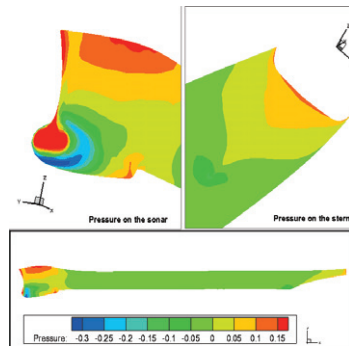 Z
Y
X
Pressure on the sonar
Pressure on the stern
Pressure: -0.3 -0.25 -0.2 -0.15 -0.1 -0.05 0 0.05 0.1 0.15